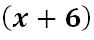 (x + 6)